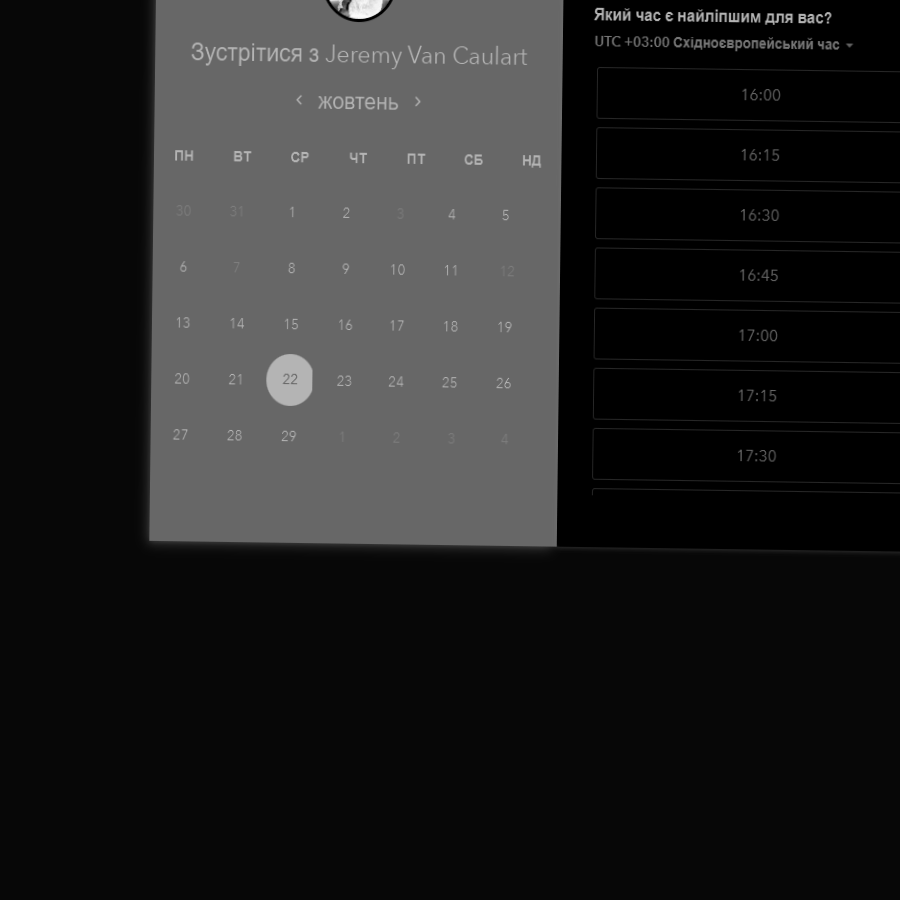 Зустрітися з Jeremy Van Caulart
жовтень
ПН ВТ СР ЧТ ПТ СБ НД
30 31 1 2 3 4 5
6 7 8 9 10 11 12
13 14 15 16 17 18 19
20 21 22 23 24 25 26
27 28 29 1 2 3 4
Який час є найліпшим для вас?
UTC +03:00 Східноєвропейський час
16:00
16:15
16:30
16:45
17:00
17:15
17:30